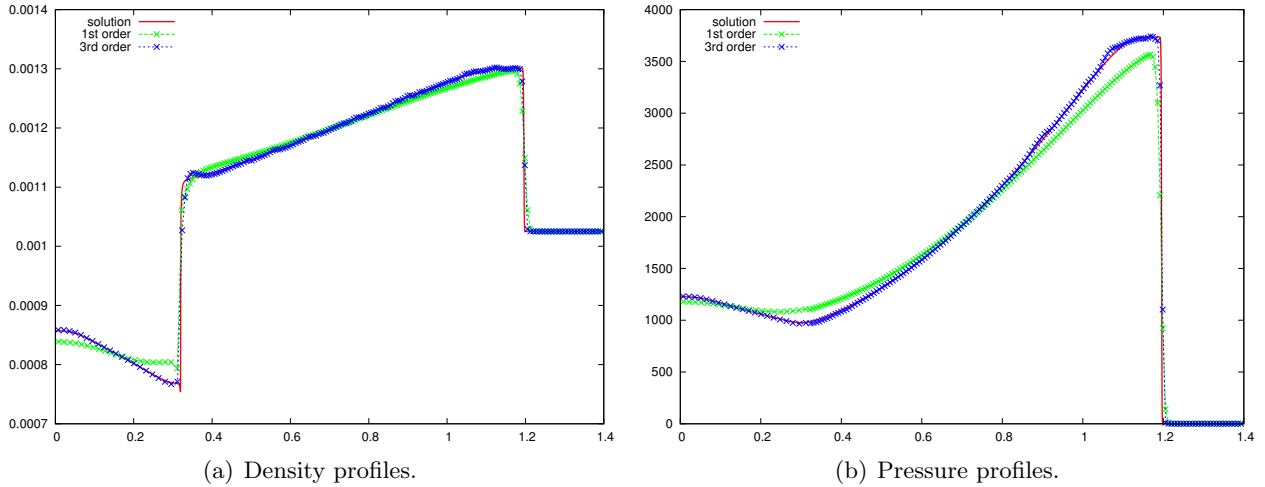 0.0014
solution
1st order
3rd order
0.0013
0.0012
0.0011
0.001
0.0009
0.0008
0.0007
0 0.2 0.4 0.6 0.8 1 1.2 1.4
(a) Density profiles.
4000
solution
1st order
3rd order
3500
3000
2500
2000
1500
1000
500
0
0 0.2 0.4 0.6 0.8 1 1.2 1.4
(b) Pressure profiles.